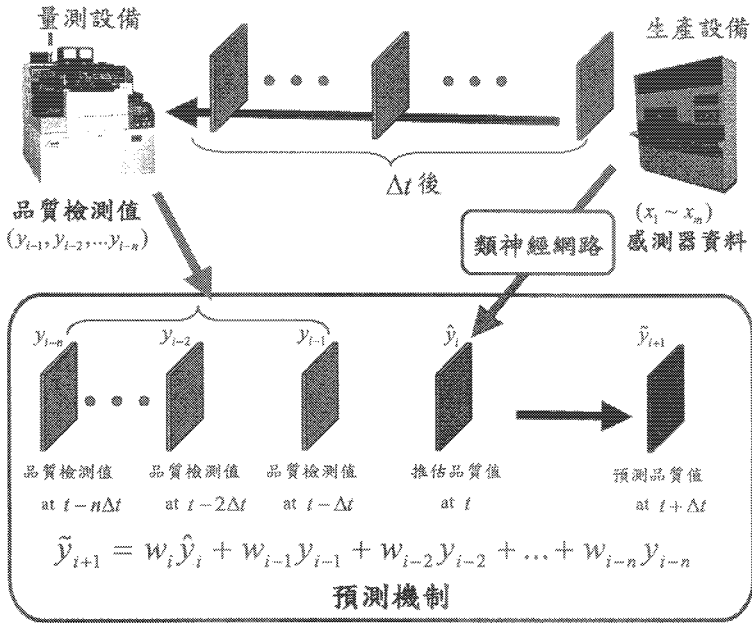 量測設備
生產設備
Δt 後
品質檢測值
(y_{i-1}, y_{i-2}, ...y_{i-n})
類神經網路
(x_1 ~ x_m)
感測器資料
y_{i-n} y_{i-2} y_{i-1} ŷ_i ỹ_{i+1}
品質檢測值 品質檢測值 品質檢測值 推估品質值 預測品質值
at t-nΔt at t-2Δt at t-Δt at t at t+Δt
ỹ_{i+1} = w_i ŷ_i + w_{i-1} y_{i-1} + w_{i-2} y_{i-2} + ... + w_{i-n} y_{i-n}
預測機制